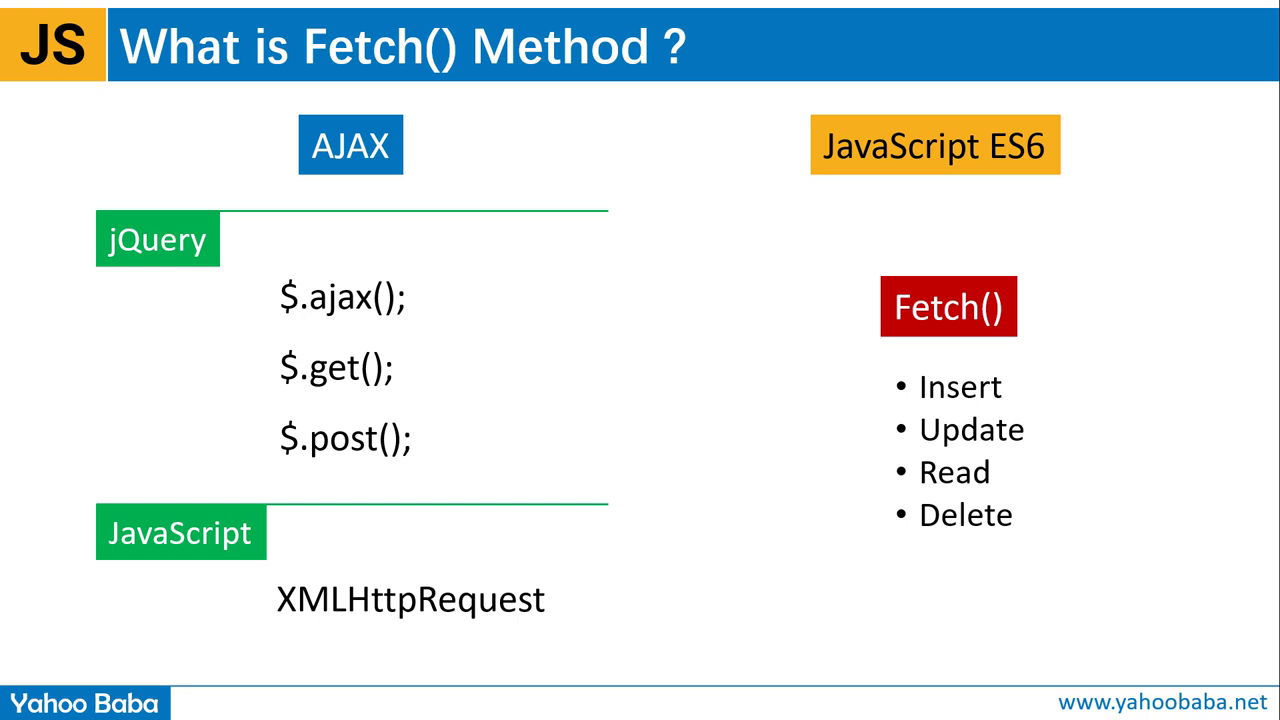 JS What is Fetch() Method ?
AJAX
jQuery
$.ajax();
$.get();
$.post();
JavaScript
XMLHttpRequest
JavaScript ES6
Fetch()
• Insert
• Update
• Read
• Delete
Yahoo Baba
www.yahoobaba.net